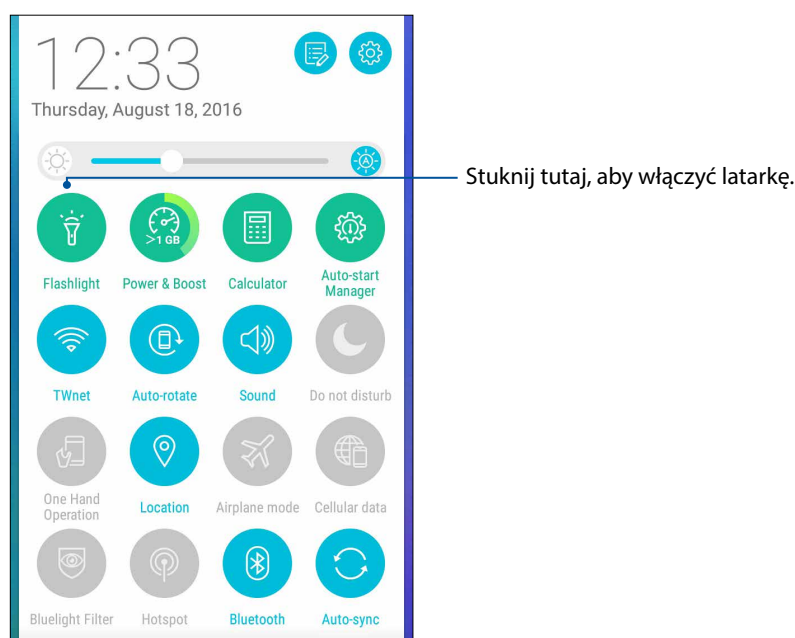 12:33
Thursday, August 18, 2016
A
Stuknij tutaj, aby włączyć latarkę.
>1 GB
Flashlight
Power & Boost
Calculator
Auto-start
Manager
TWnet
Auto-rotate
Sound
Do not disturb
One Hand
Operation
Location
Airplane mode
Cellular data
Bluelight Filter
Hotspot
Bluetooth
Auto-sync